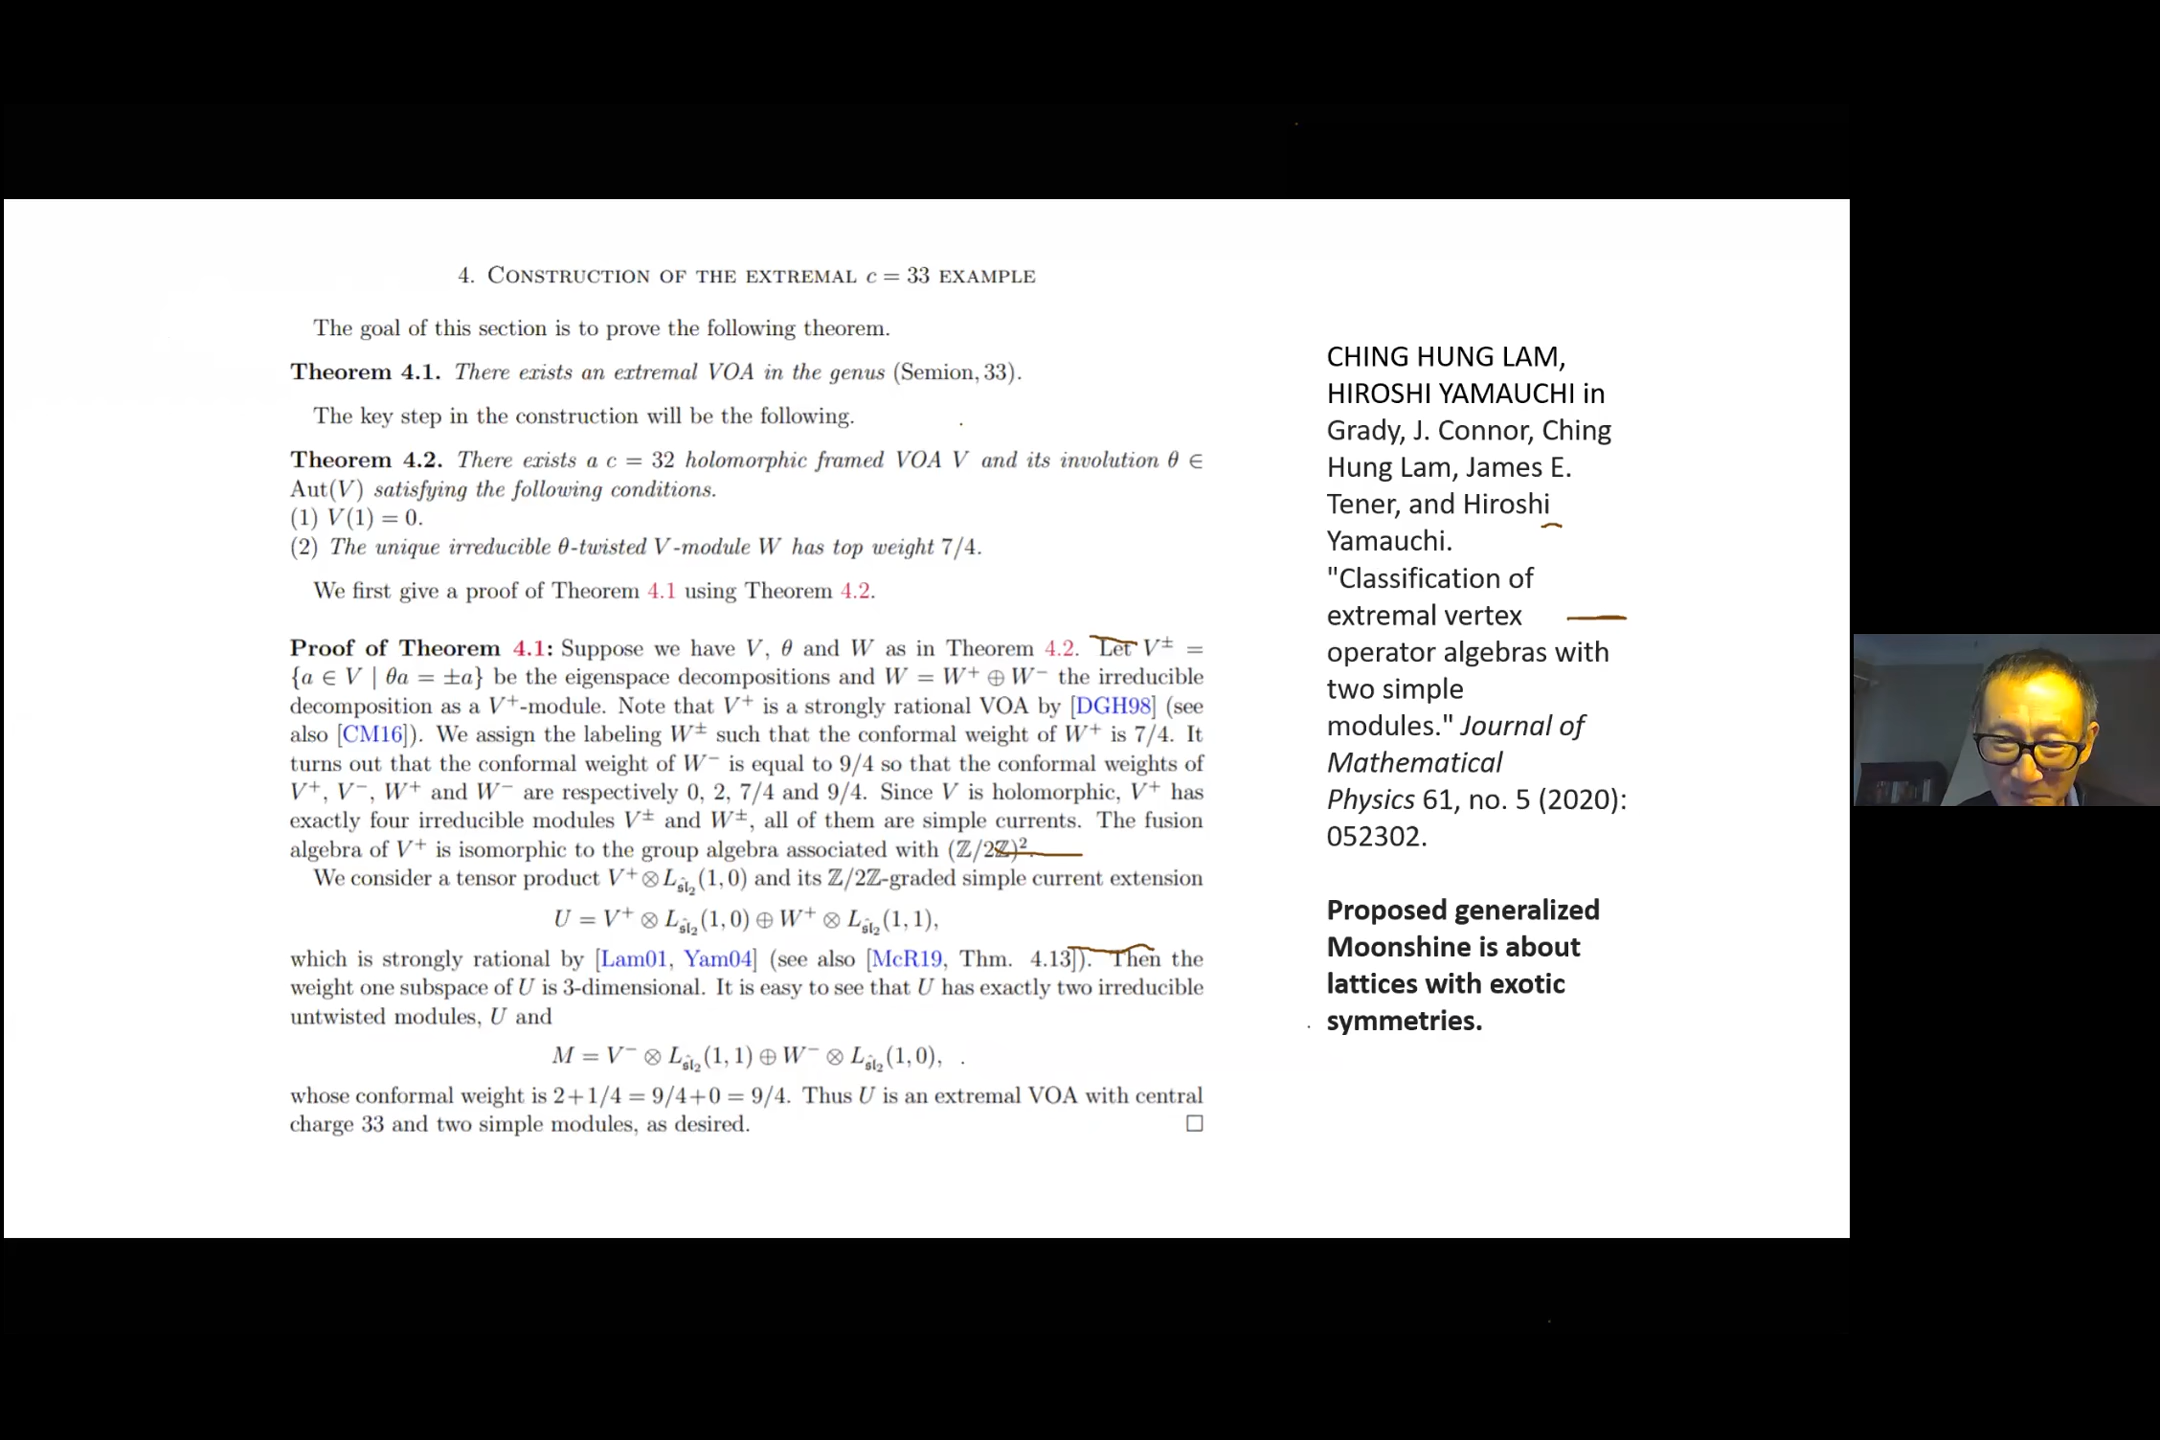 4. CONSTRUCTION OF THE EXTREMAL c = 33 EXAMPLE
The goal of this section is to prove the following theorem.
Theorem 4.1. There exists an extremal VOA in the genus (Semion, 33).
The key step in the construction will be the following.
Theorem 4.2. There exists a c = 32 holomorphic framed VOA V and its involution θ ∈
Aut(V) satisfying the following conditions.
(1) V(1) = 0.
(2) The unique irreducible θ-twisted V-module W has top weight 7/4.
We first give a proof of Theorem 4.1 using Theorem 4.2.
Proof of Theorem 4.1: Suppose we have V, θ and W as in Theorem 4.2. Let V± =
{a ∈ V | θa = ±a} be the eigenspace decompositions and W = W⁺ ⊕ W⁻ the irreducible
decomposition as a V⁺-module. Note that V⁺ is a strongly rational VOA by [DGH98] (see
also [CM16]). We assign the labeling W± such that the conformal weight of W⁺ is 7/4. It
turns out that the conformal weight of W⁻ is equal to 9/4 so that the conformal weights of
V⁺, V⁻, W⁺ and W⁻ are respectively 0, 2, 7/4 and 9/4. Since V is holomorphic, V⁺ has
exactly four irreducible modules V± and W±, all of them are simple currents. The fusion
algebra of V⁺ is isomorphic to the group algebra associated with (ℤ/2ℤ)².
We consider a tensor product V⁺⊗L_{ŝl₂}(1,0) and its ℤ/2ℤ-graded simple current extension
U = V⁺ ⊗ L_{ŝl₂}(1,0) ⊕ W⁺ ⊗ L_{ŝl₂}(1,1),
which is strongly rational by [Lam01, Yam04] (see also [McR19, Thm. 4.13]). Then the
weight one subspace of U is 3-dimensional. It is easy to see that U has exactly two irreducible
untwisted modules, U and
M = V⁻ ⊗ L_{ŝl₂}(1,1) ⊕ W⁻ ⊗ L_{ŝl₂}(1,0),
whose conformal weight is 2+1/4 = 9/4+0 = 9/4. Thus U is an extremal VOA with central
charge 33 and two simple modules, as desired. □
CHING HUNG LAM,
HIROSHI YAMAUCHI in
Grady, J. Connor, Ching
Hung Lam, James E.
Tener, and Hiroshi
Yamauchi.
"Classification of
extremal vertex
operator algebras with
two simple
modules." Journal of
Mathematical
Physics 61, no. 5 (2020):
052302.
Proposed generalized
Moonshine is about
lattices with exotic
symmetries.